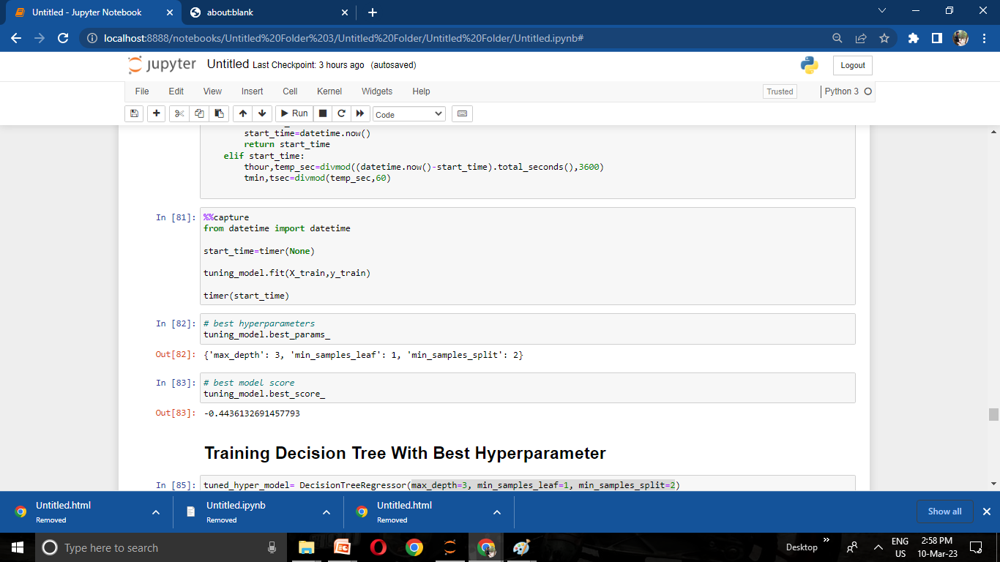 Untitled - Jupyter Notebook
about:blank
localhost:8888/notebooks/Untitled%20Folder%203/Untitled%20Folder/Untitled%20Folder/Untitled.ipynb#
jupyter Untitled Last Checkpoint: 3 hours ago (autosaved)
Logout
File Edit View Insert Cell Kernel Widgets Help
Trusted
Python 3
Run
Code
start_time=datetime.now()
return start_time
elif start_time:
thour,temp_sec=divmod((datetime.now()-start_time).total_seconds(),3600)
tmin,tsec=divmod(temp_sec,60)
In [81]: %%capture
from datetime import datetime
start_time=timer(None)
tuning_model.fit(X_train,y_train)
timer(start_time)
In [82]: # best hyperparameters
tuning_model.best_params_
Out[82]: {'max_depth': 3, 'min_samples_leaf': 1, 'min_samples_split': 2}
In [83]: # best model score
tuning_model.best_score_
Out[83]: -0.4436132691457793
Training Decision Tree With Best Hyperparameter
In [85]: tuned_hyper_model= DecisionTreeRegressor(max_depth=3, min_samples_leaf=1, min_samples_split=2)
Untitled.html
Removed
Untitled.ipynb
Removed
Untitled.html
Removed
Show all
Type here to search
Desktop
ENG
US
2:58 PM
10-Mar-23